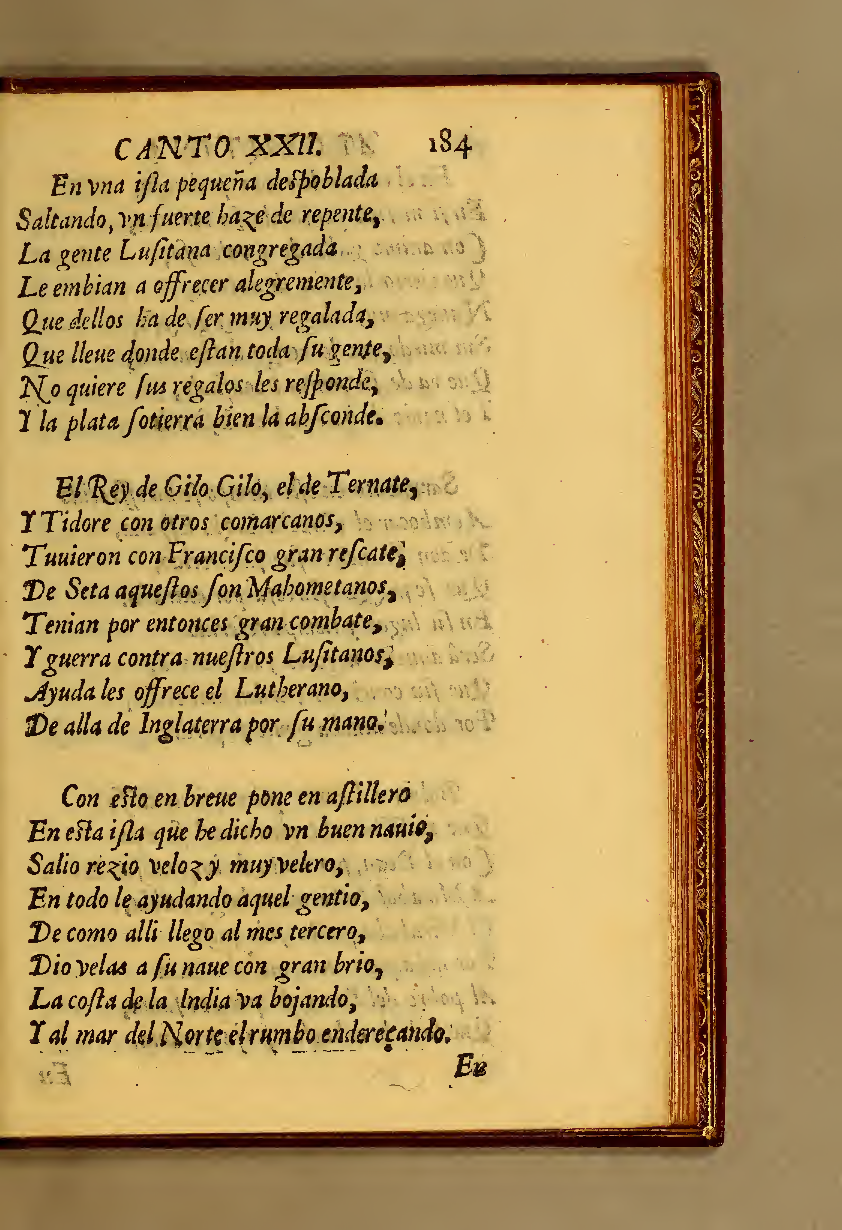 CANTO XXII. 184
En vna iſla pequeña deſpoblada
Saltando, vn fuerte haze de repente,
La gente Luſitana congregada
Le embian a offrecer alegremente,
Que dellos ha de ſer muy regalada,
Que lleue donde eſtan toda ſu gente,
No quiere ſus regalos les reſponde,
Y la plata ſotierra bien la abſconde.
El Rey de Gilo Gilo, el de Ternate,
Y Tidore con otros comarcanos,
Tuuieron con Franciſco gran reſcate,
De Seta aqueſtos ſon Mahometanos,
Tenian por entonces gran combate,
Y guerra contra nueſtros Luſitanos,
Ayuda les offrece el Lutherano,
De alla de Inglaterra por ſu mano.
Con eſto en breue pone en aſtillero
En eſta iſla que he dicho vn buen nauio,
Salio rezio veloz y muy velero,
En todo le ayudando aquel gentio,
De como alli llego al mes tercero,
Dio velas a ſu naue con gran brio,
La coſta de la India va bojando,
Y al mar del Norte el rumbo endereçando.
En